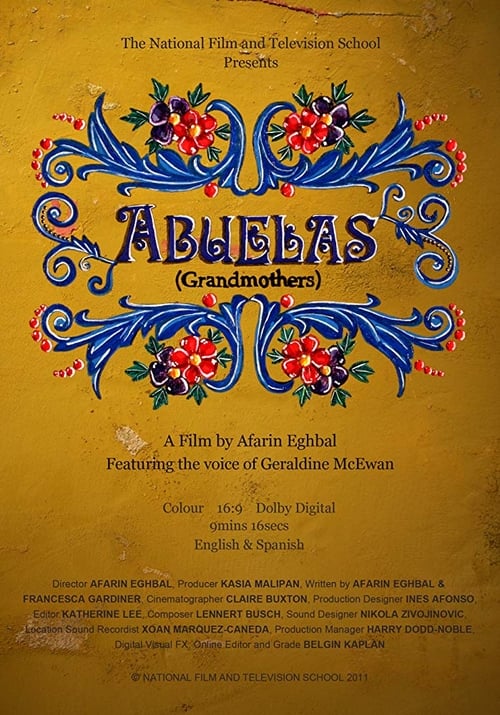 The National Film and Television School
Presents
ABUELAS
(Grandmothers)
A Film by Afarin Eghbal
Featuring the voice of Geraldine McEwan
Colour 16:9 Dolby Digital
9mins 16secs
English & Spanish
Director AFARIN EGHBAL, Producer KASIA MALIPAN, Written by AFARIN EGHBAL &
FRANCESCA GARDINER, Cinematographer CLAIRE BUXTON, Production Designer INES AFONSO,
Editor KATHERINE LEE, Composer LENNERT BUSCH, Sound Designer NIKOLA ZIVOJINOVIC,
Location Sound Recordist XOAN MARQUEZ-CANEDA, Production Manager HARRY DODD-NOBLE,
Digital Visual FX, Online Editor and Grade BELGIN KAPLAN
© NATIONAL FILM AND TELEVISION SCHOOL 2011